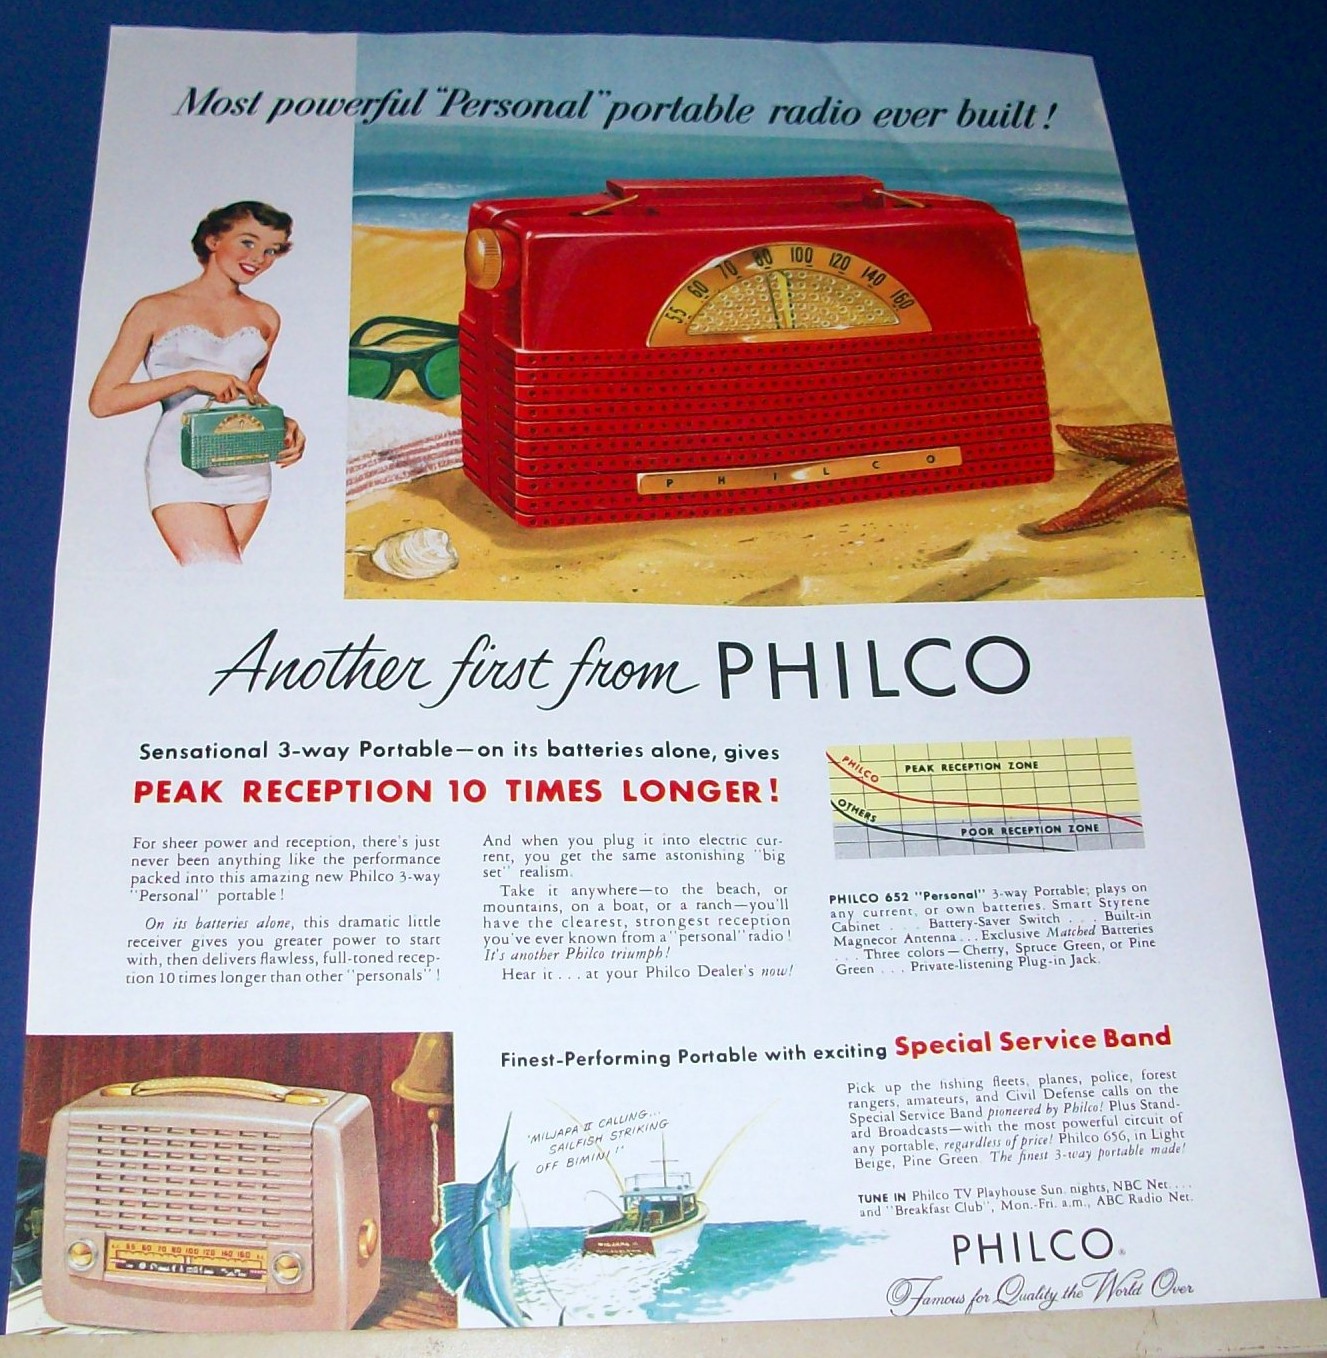 Most powerful "Personal" portable radio ever built!
55 60 70 80 100 120 140 160
PHILCO
Another first from PHILCO
Sensational 3-way Portable—on its batteries alone, gives
PEAK RECEPTION 10 TIMES LONGER!
For sheer power and reception, there's just
never been anything like the performance
packed into this amazing new Philco 3-way
"Personal" portable!
On its batteries alone, this dramatic little
receiver gives you greater power to start
with, then delivers flawless, full-toned recep-
tion 10 times longer than other "personals"!
And when you plug it into electric cur-
rent, you get the same astonishing "big
set" realism.
Take it anywhere—to the beach, or
mountains, on a boat, or a ranch—you'll
have the clearest, strongest reception
you've ever known from a "personal" radio!
It's another Philco triumph!
Hear it . . . at your Philco Dealer's now!
PHILCO
PEAK RECEPTION ZONE
OTHERS
POOR RECEPTION ZONE
PHILCO 652 "Personal" 3-way Portable; plays on
any current, or own batteries. Smart Styrene
Cabinet . . . Battery-Saver Switch . . . Built-in
Magnecor Antenna . . . Exclusive Matched Batteries
. . . Three colors—Cherry, Spruce Green, or Pine
Green . . . Private-listening Plug-in Jack.
Finest-Performing Portable with exciting Special Service Band
55 60 70 80 100 120 140 160
'MILJAPA II CALLING...
SAILFISH STRIKING
OFF BIMINI!'
Pick up the fishing fleets, planes, police, forest
rangers, amateurs, and Civil Defense calls on the
Special Service Band pioneered by Philco! Plus Stand-
ard Broadcasts—with the most powerful circuit of
any portable, regardless of price! Philco 656, in Light
Beige, Pine Green. The finest 3-way portable made!
TUNE IN Philco TV Playhouse Sun. nights, NBC Net. . . .
and "Breakfast Club", Mon.-Fri. a.m., ABC Radio Net.
PHILCO®
Famous for Quality the World Over